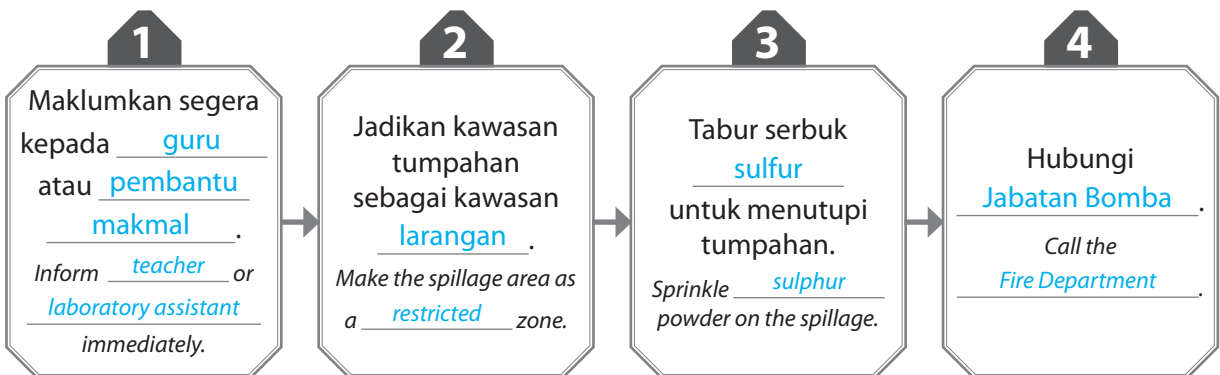 1
Maklumkan segera
kepada guru
atau pembantu
makmal.
Inform teacher or
laboratory assistant
immediately.
2
Jadikan kawasan
tumpahan
sebagai kawasan
larangan.
Make the spillage area as
a restricted zone.
3
Tabur serbuk
sulfur
untuk menutupi
tumpahan.
Sprinkle sulphur
powder on the spillage.
4
Hubungi
Jabatan Bomba.
Call the
Fire Department.